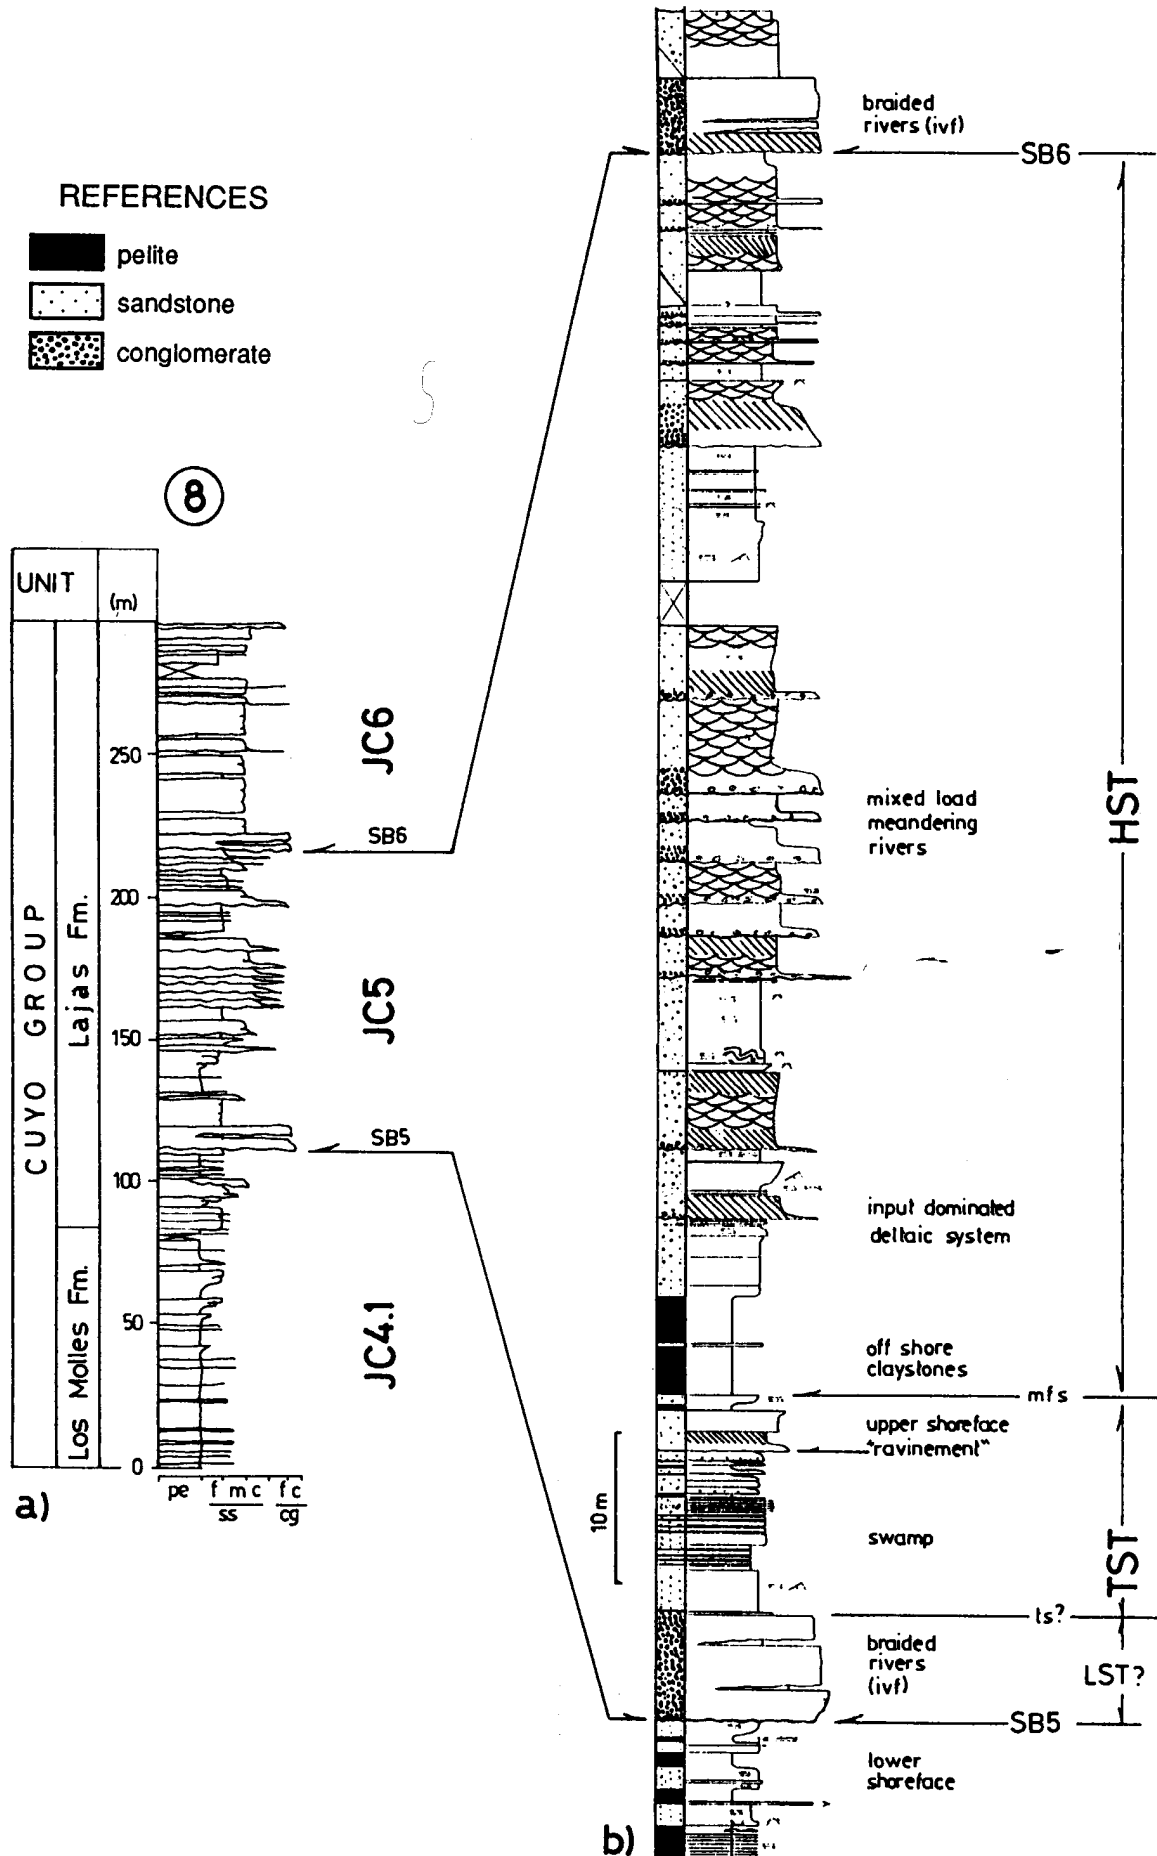 REFERENCES
pelite
sandstone
conglomerate
8
UNIT
(m)
CUYO GROUP
Lajas Fm.
Los Molles Fm.
250
200
150
100
50
0
pe
f m c
ss
f c
cg
a)
JC6
SB6
JC5
SB5
JC4.1
braided
rivers (ivf)
SB6
HST
mixed load
meandering
rivers
input dominated
deltaic system
off shore
claystones
mfs
upper shoreface
"ravinement"
10m
swamp
TST
ts?
braided
rivers
(ivf)
LST?
SB5
lower
shoreface
b)